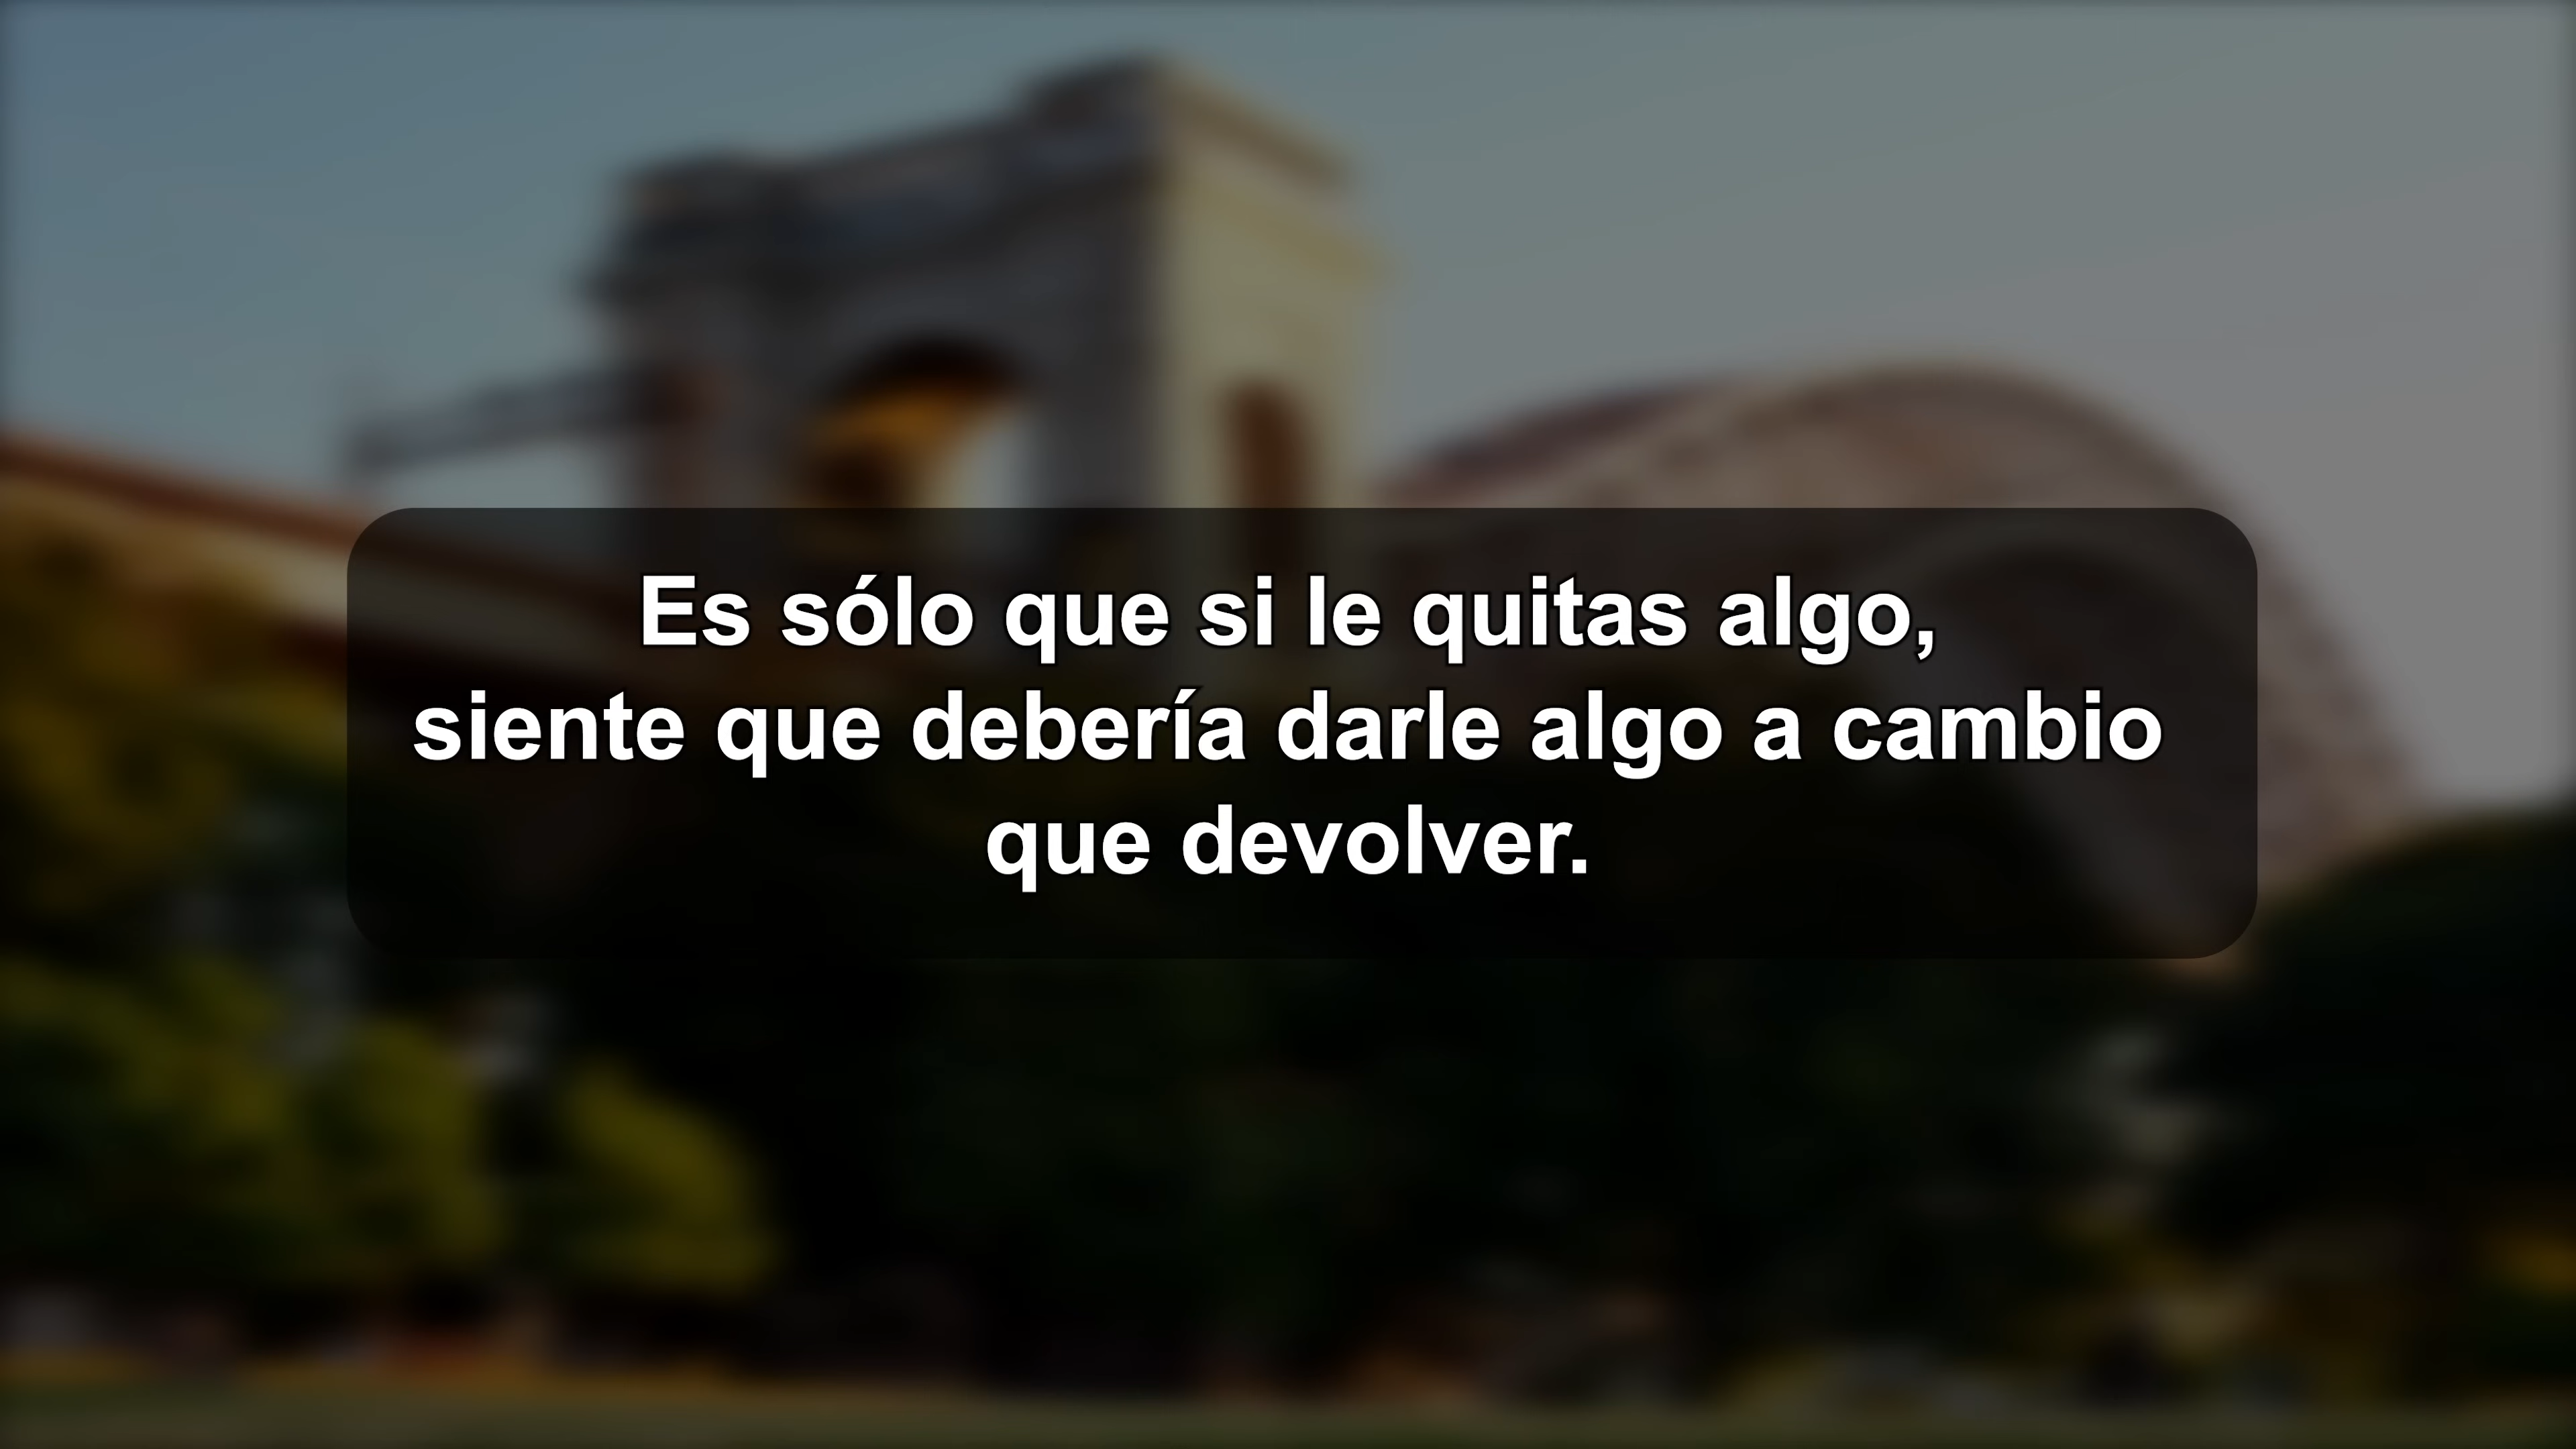 Es sólo que si le quitas algo,
siente que debería darle algo a cambio
que devolver.